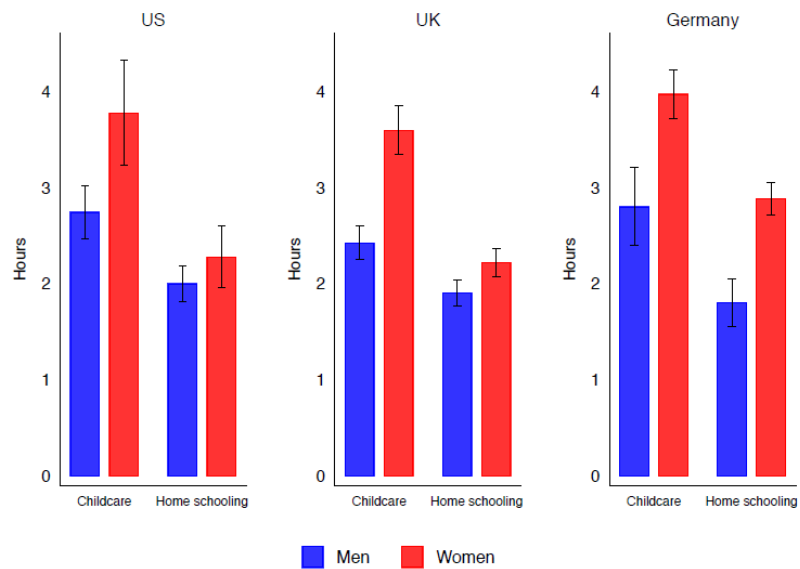 US
UK
Germany
Hours
4
3
2
1
0
Childcare
Home schooling
Hours
4
3
2
1
0
Childcare
Home schooling
Hours
4
3
2
1
0
Childcare
Home schooling
Men
Women